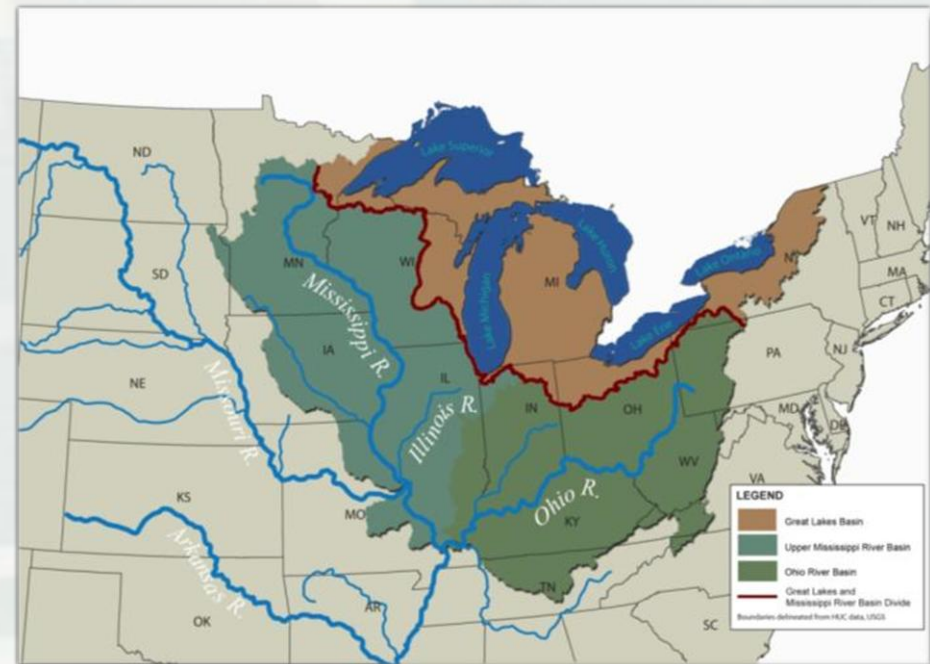 Lake Superior
ND
VT
NH
Lake Huron
Lake Ontario
MN
WI
Lake Michigan
MI
MA
SD
Mississippi R.
CT
Lake Erie
IA
PA
NJ
NE
IL
IN
OH
MD
Missouri R.
Illinois R.
WV
VA
KS
MO
Ohio R.
KY
Arkansas R.
TN
AR
OK
SC
LEGEND
Great Lakes Basin
Upper Mississippi River Basin
Ohio River Basin
Great Lakes and
Mississippi River Basin Divide
Boundaries delineated from HUC data, USGS